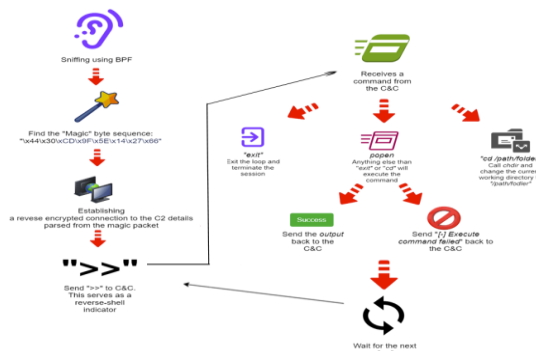 Sniffing using BPF
Find the "Magic" byte sequence:
"\x44\x30\xCD\x9F\x5E\x14\x27\x66"
Establishing
a revese encrypted connection to the C2 details
parsed from the magic packet
">>"
Send ">>" to C&C.
This serves as a
reverse-shell
indicator
Receives a
command from
the C&C
"exit"
Exit the loop and
terminate the
session
popen
Anything else than
"exit" or "cd" will
execute the
command
"cd /path/folder
Call chdir and
change the curren
working directory t
"/path/fodler"
Success
Send the output
back to the
C&C
Send "[-] Execute
command failed" back to
the C&C
Wait for the next